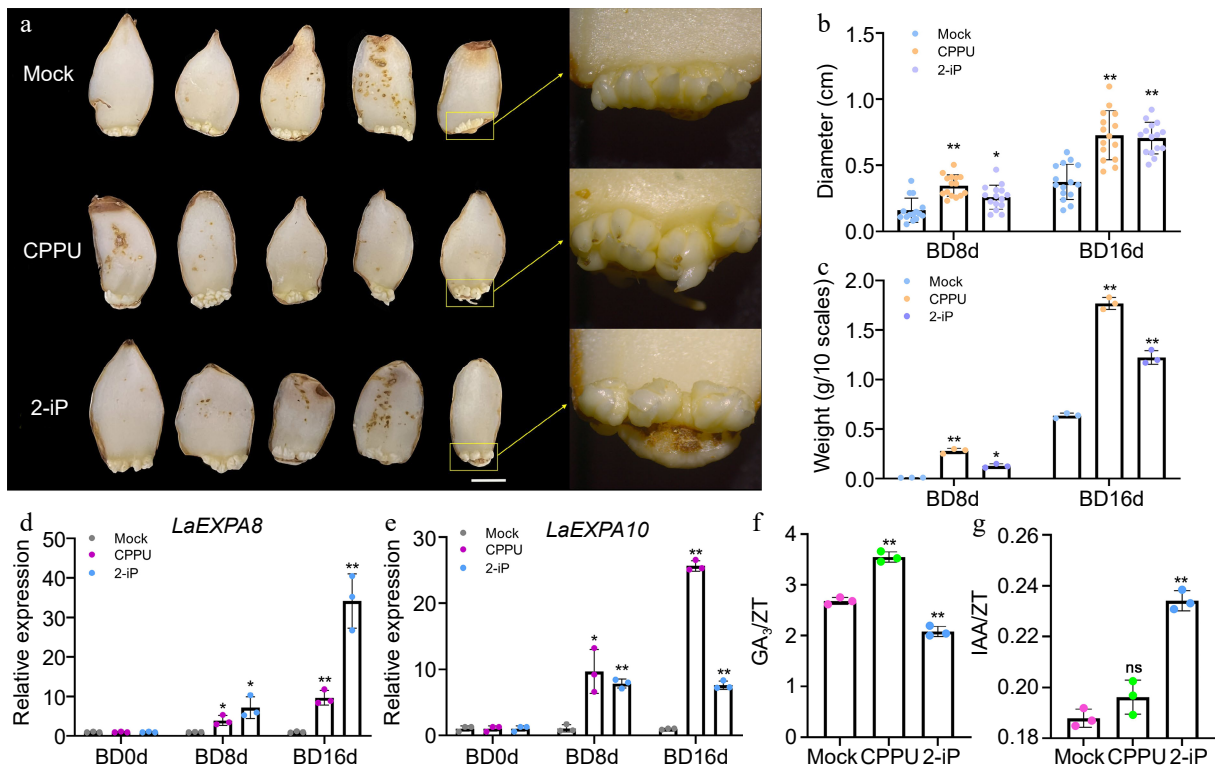 a
Mock
CPPU
2-iP
b
Mock
CPPU
2-iP
Diameter (cm)
1.5
1.0
0.5
0.0
**
*
**
**
BD8d
BD16d
c
Mock
CPPU
2-iP
Weight (g/10 scales)
2.0
1.5
1.0
0.5
0.0
**
*
**
**
BD8d
BD16d
d
LaEXPA8
Mock
CPPU
2-iP
Relative expression
50
40
30
20
10
0
*
*
**
**
BD0d
BD8d
BD16d
e
LaEXPA10
Mock
CPPU
2-iP
Relative expression
30
20
10
0
*
**
**
**
BD0d
BD8d
BD16d
f
GA3/ZT
4
3
2
1
0
**
**
Mock CPPU 2-iP
g
IAA/ZT
0.26
0.24
0.22
0.20
0.18
ns
**
Mock CPPU 2-iP